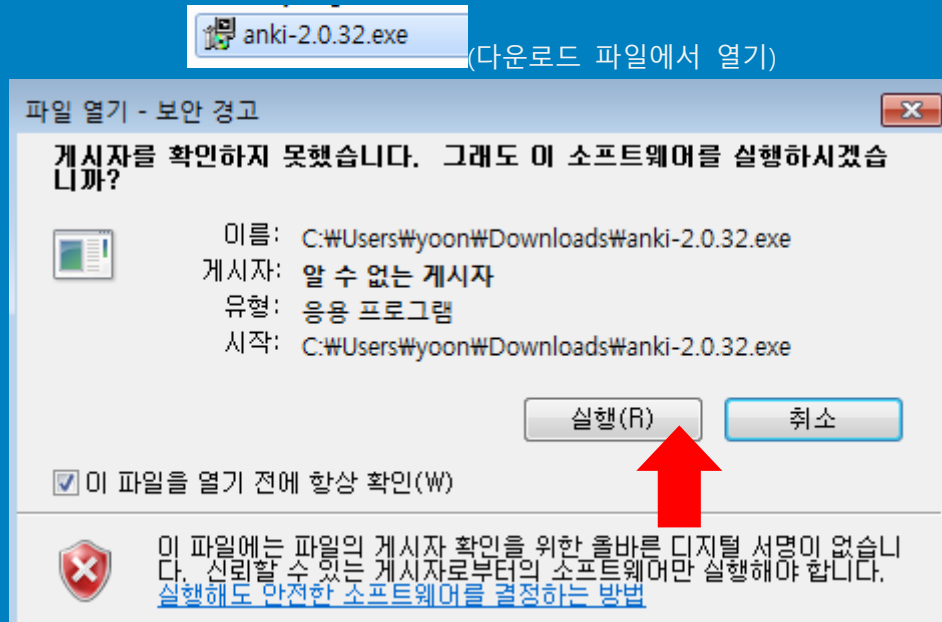 anki-2.0.32.exe
(다운로드 파일에서 열기)
파일 열기 - 보안 경고
게시자를 확인하지 못했습니다. 그래도 이 소프트웨어를 실행하시겠습
니까?
이름: C:₩Users₩yoon₩Downloads₩anki-2.0.32.exe
게시자: 알 수 없는 게시자
유형: 응용 프로그램
시작: C:₩Users₩yoon₩Downloads₩anki-2.0.32.exe
실행(R) 취소
이 파일을 열기 전에 항상 확인(W)
이 파일에는 파일의 게시자 확인을 위한 올바른 디지털 서명이 없습니
다. 신뢰할 수 있는 게시자로부터의 소프트웨어만 실행해야 합니다.
실행해도 안전한 소프트웨어를 결정하는 방법